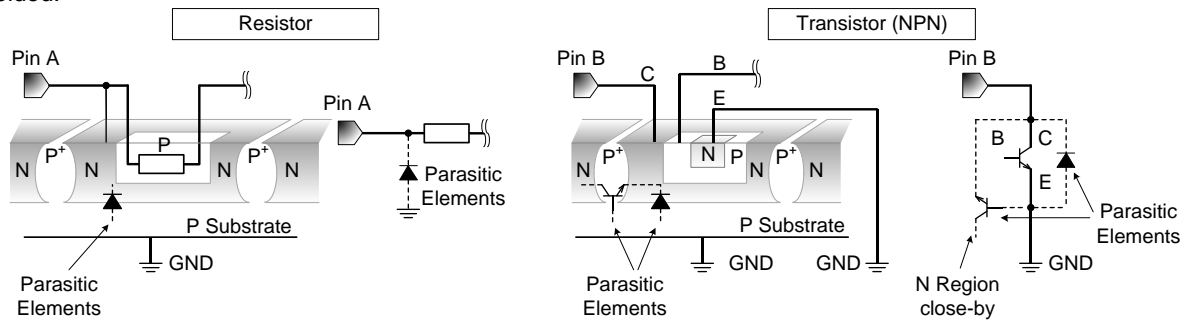 Resistor
Transistor (NPN)
Pin A
Pin A
N
P+
N
P
N
P+
N
Parasitic
Elements
P Substrate
GND
Parasitic
Elements
Pin B
C
B
E
N
P+
N
N
P
P+
N
N
P Substrate
GND
GND
Parasitic
Elements
Pin B
B
C
E
Parasitic
Elements
GND
N Region
close-by